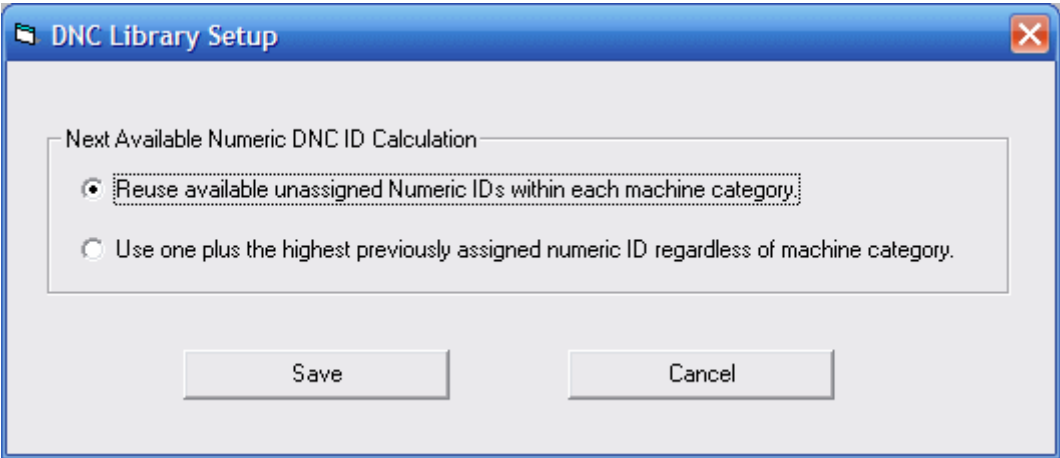 DNC Library Setup
Next Available Numeric DNC ID Calculation
Reuse available unassigned Numeric IDs within each machine category.
Use one plus the highest previously assigned numeric ID regardless of machine category.
Save
Cancel